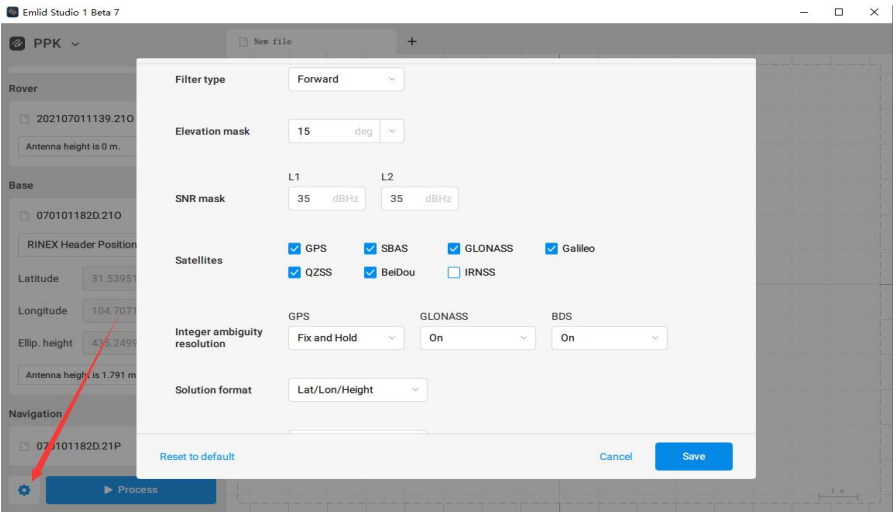 Emlid Studio 1 Beta 7
PPK
New file
+
Rover
202107011139.21O
Antenna height is 0 m.
Base
070101182D.21O
RINEX Header Position
Latitude 31.53951
Longitude 104.7071
Ellip. height 435.2499
Antenna height is 1.791 m
Navigation
070101182D.21P
Process
Filter type Forward
Elevation mask 15 deg
L1 L2
SNR mask 35 dBHz 35 dBHz
Satellites
GPS SBAS GLONASS Galileo
QZSS BeiDou IRNSS
GPS GLONASS BDS
Integer ambiguity
resolution
Fix and Hold On On
Solution format Lat/Lon/Height
Reset to default Cancel Save
1 m